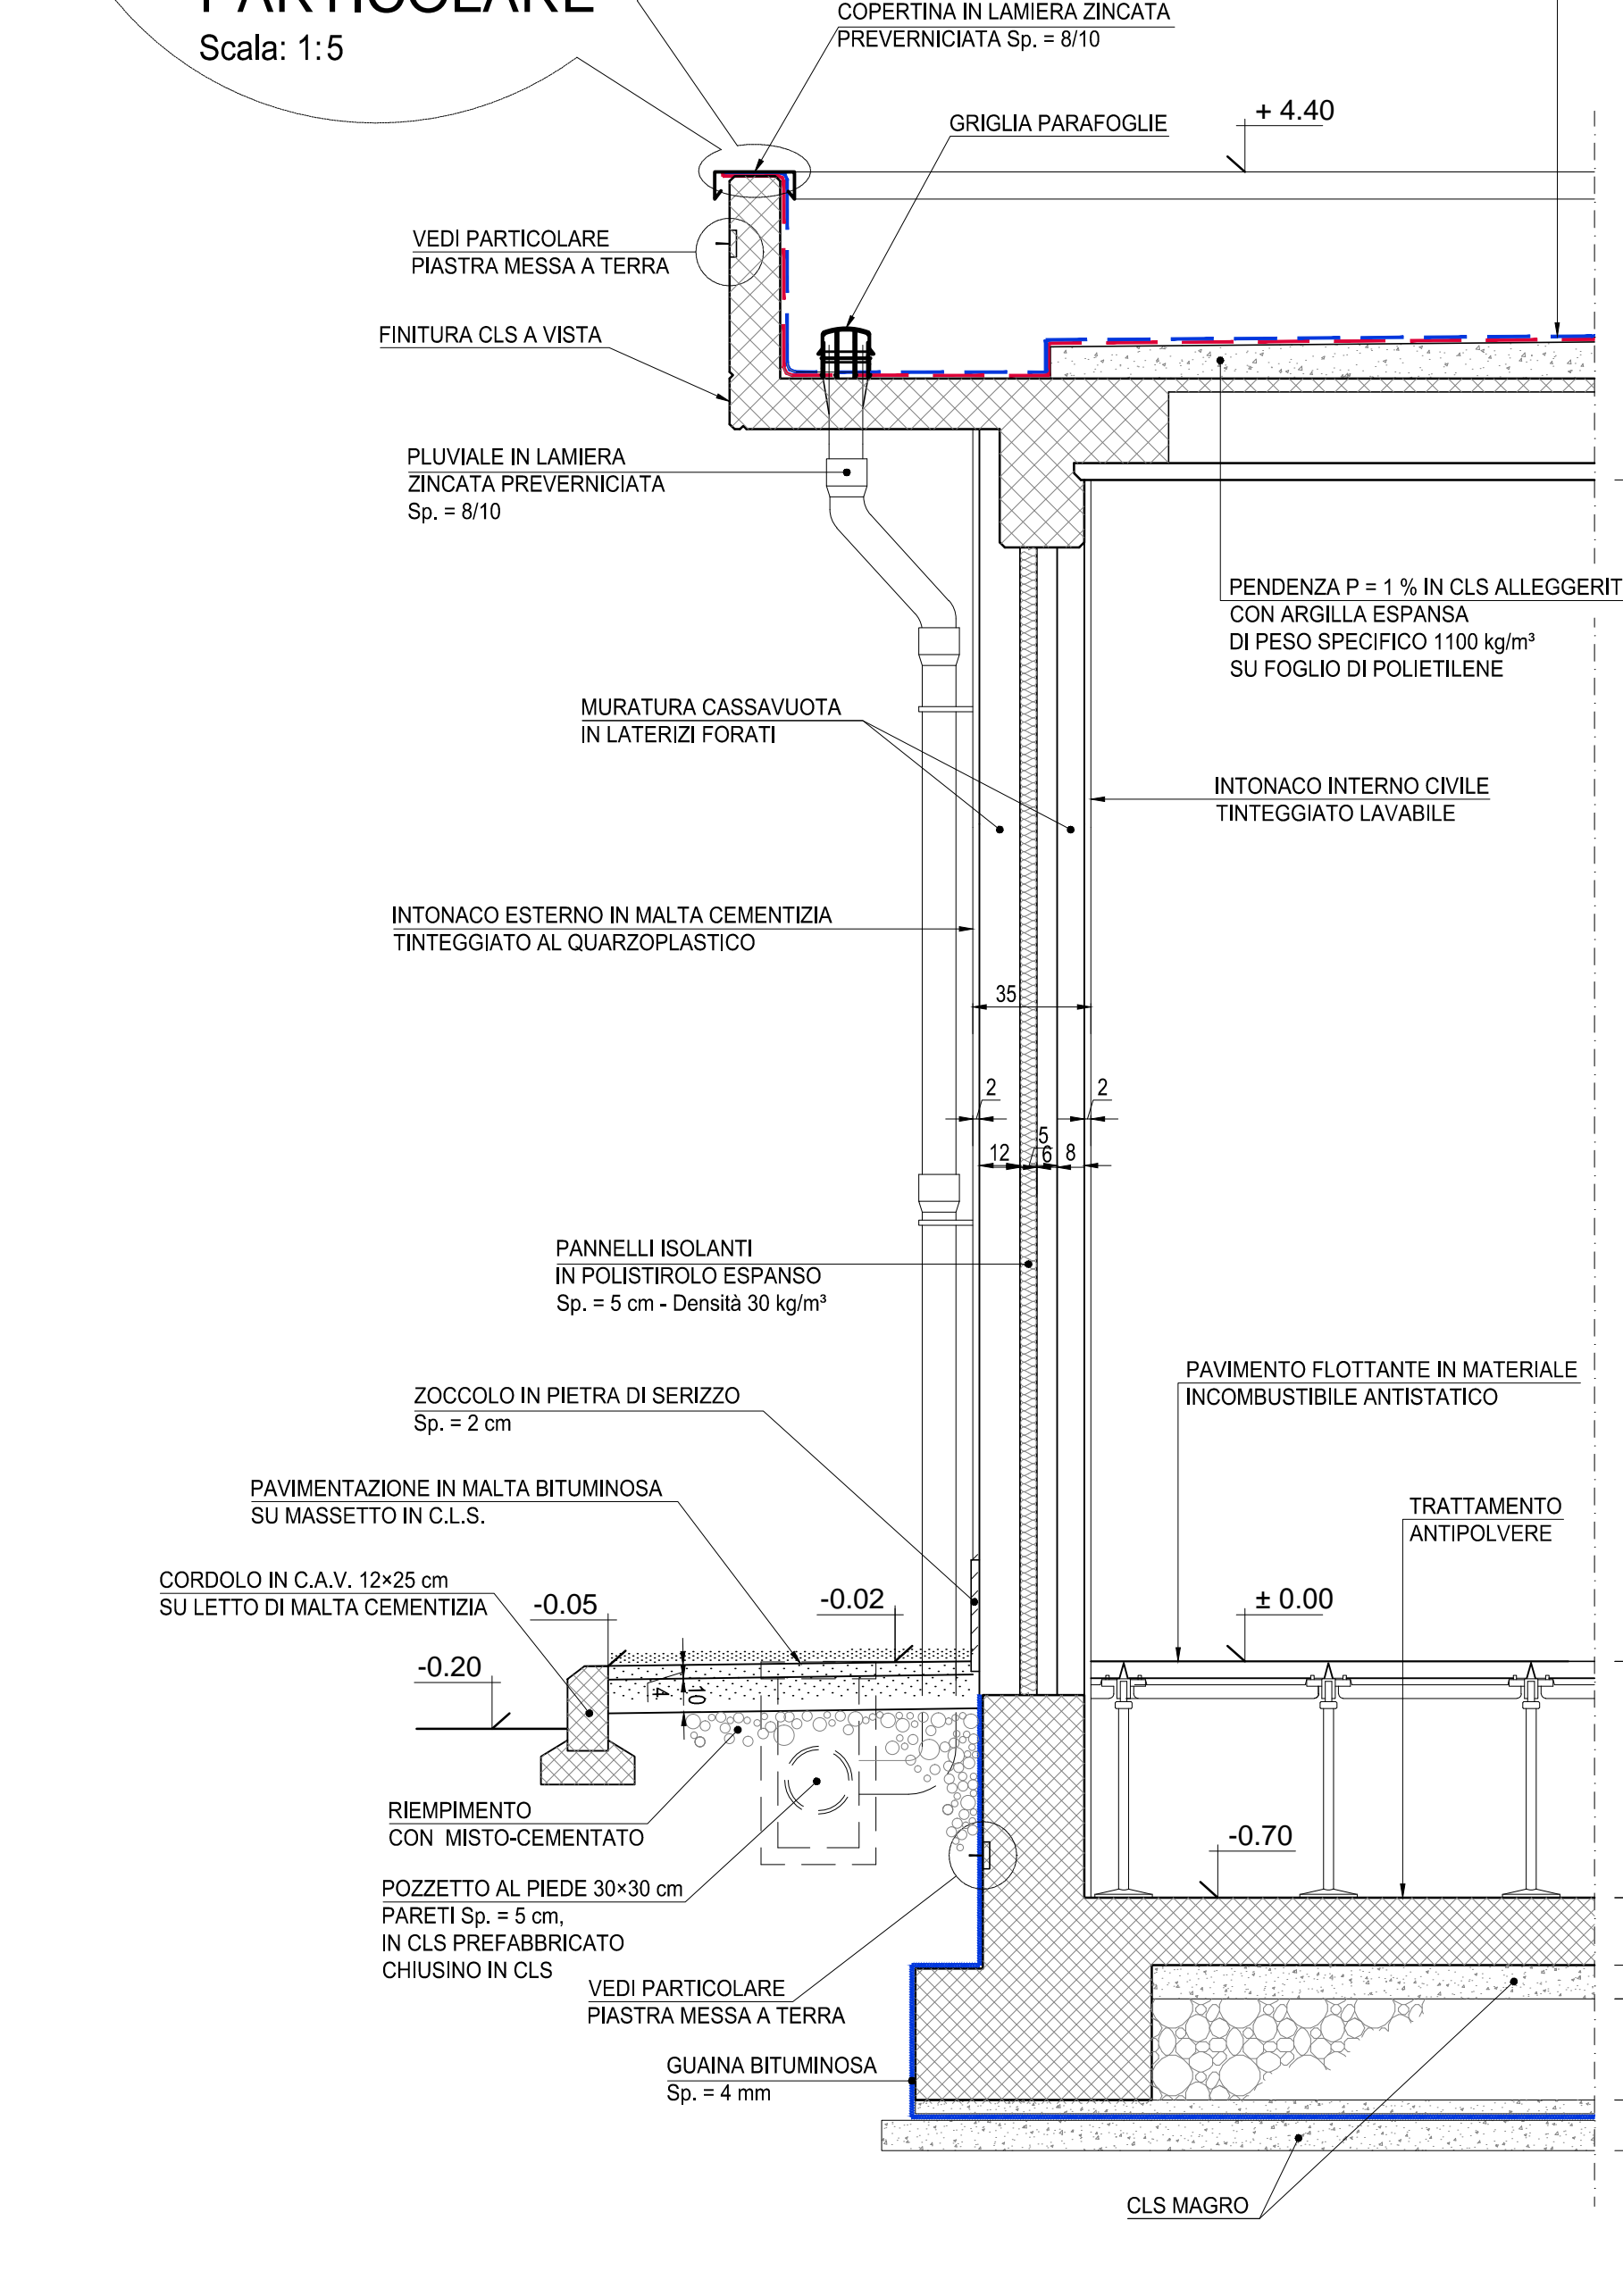 PARTICOLARE
Scala: 1:5
COPERTINA IN LAMIERA ZINCATA
PREVERNICIATA Sp. = 8/10
+ 4.40
GRIGLIA PARAFOGLIE
VEDI PARTICOLARE
PIASTRA MESSA A TERRA
FINITURA CLS A VISTA
PLUVIALE IN LAMIERA
ZINCATA PREVERNICIATA
Sp. = 8/10
PENDENZA P = 1 % IN CLS ALLEGGERIT
CON ARGILLA ESPANSA
DI PESO SPECIFICO 1100 kg/m³
SU FOGLIO DI POLIETILENE
MURATURA CASSAVUOTA
IN LATERIZI FORATI
INTONACO INTERNO CIVILE
TINTEGGIATO LAVABILE
INTONACO ESTERNO IN MALTA CEMENTIZIA
TINTEGGIATO AL QUARZOPLASTICO
35
2
2
5
12
6
8
PANNELLI ISOLANTI
IN POLISTIROLO ESPANSO
Sp. = 5 cm - Densità 30 kg/m³
PAVIMENTO FLOTTANTE IN MATERIALE
INCOMBUSTIBILE ANTISTATICO
ZOCCOLO IN PIETRA DI SERIZZO
Sp. = 2 cm
PAVIMENTAZIONE IN MALTA BITUMINOSA
SU MASSETTO IN C.L.S.
TRATTAMENTO
ANTIPOLVERE
CORDOLO IN C.A.V. 12×25 cm
SU LETTO DI MALTA CEMENTIZIA
-0.05
-0.02
± 0.00
-0.20
4
10
RIEMPIMENTO
CON MISTO-CEMENTATO
-0.70
POZZETTO AL PIEDE 30×30 cm
PARETI Sp. = 5 cm,
IN CLS PREFABBRICATO
CHIUSINO IN CLS
VEDI PARTICOLARE
PIASTRA MESSA A TERRA
GUAINA BITUMINOSA
Sp. = 4 mm
CLS MAGRO